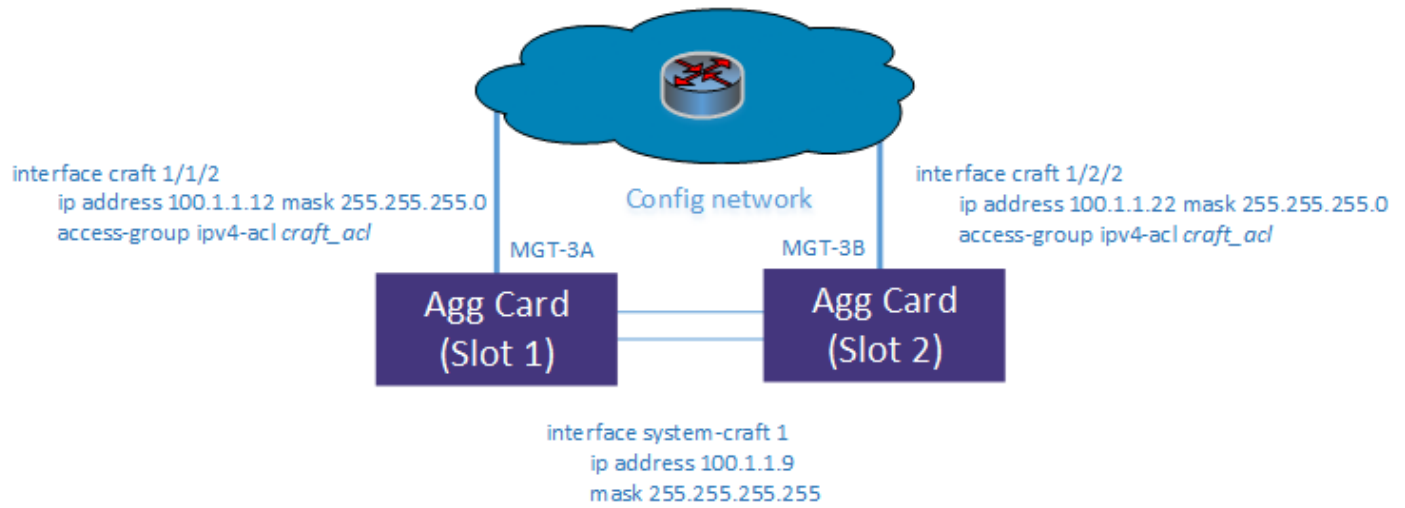 interface craft 1/1/2
ip address 100.1.1.12 mask 255.255.255.0
access-group ipv4-acl craft_acl
Config network
interface craft 1/2/2
ip address 100.1.1.22 mask 255.255.255.0
access-group ipv4-acl craft_acl
MGT-3A
MGT-3B
Agg Card
(Slot 1)
Agg Card
(Slot 2)
interface system-craft 1
ip address 100.1.1.9
mask 255.255.255.255